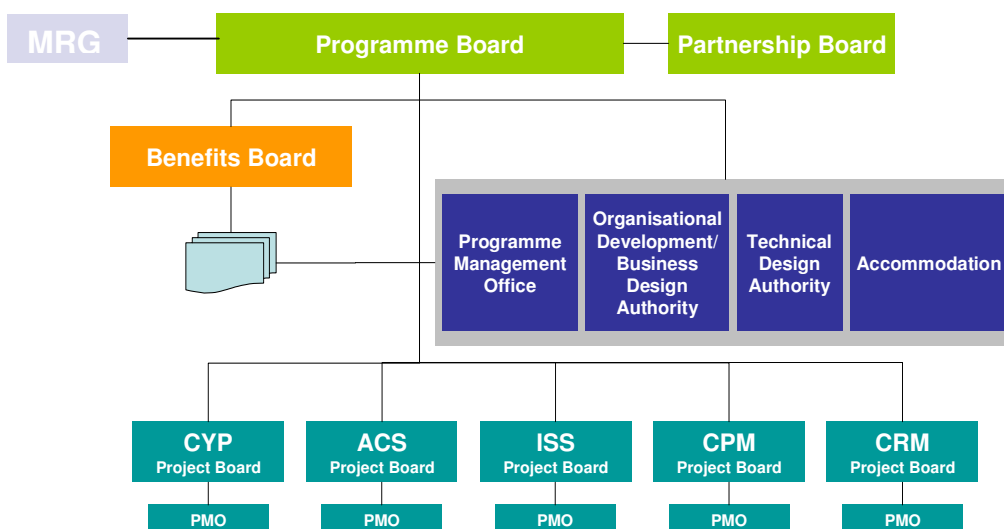 MRG
Programme Board
Partnership Board
Benefits Board
Programme
Management
Office
Organisational
Development/
Business
Design
Authority
Technical
Design
Authority
Accommodation
CYP
Project Board
ACS
Project Board
ISS
Project Board
CPM
Project Board
CRM
Project Board
PMO
PMO
PMO
PMO
PMO